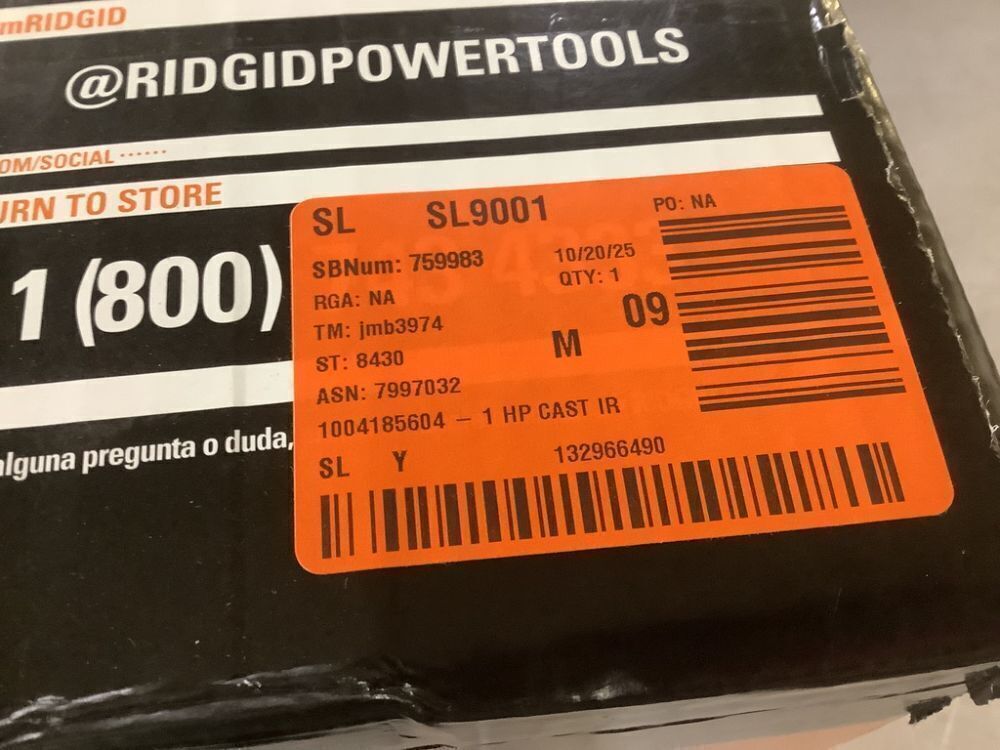 mRIDGID
@RIDGIDPOWERTOOLS
OM/SOCIAL ······
URN TO STORE
1 (800)
alguna pregunta o duda,
SL SL9001 PO: NA
SBNum: 759983 10/20/25
RGA: NA QTY: 1
TM: jmb3974 09
ST: 8430 M
ASN: 7997032
1004185604 – 1 HP CAST IR
SL Y 132966490